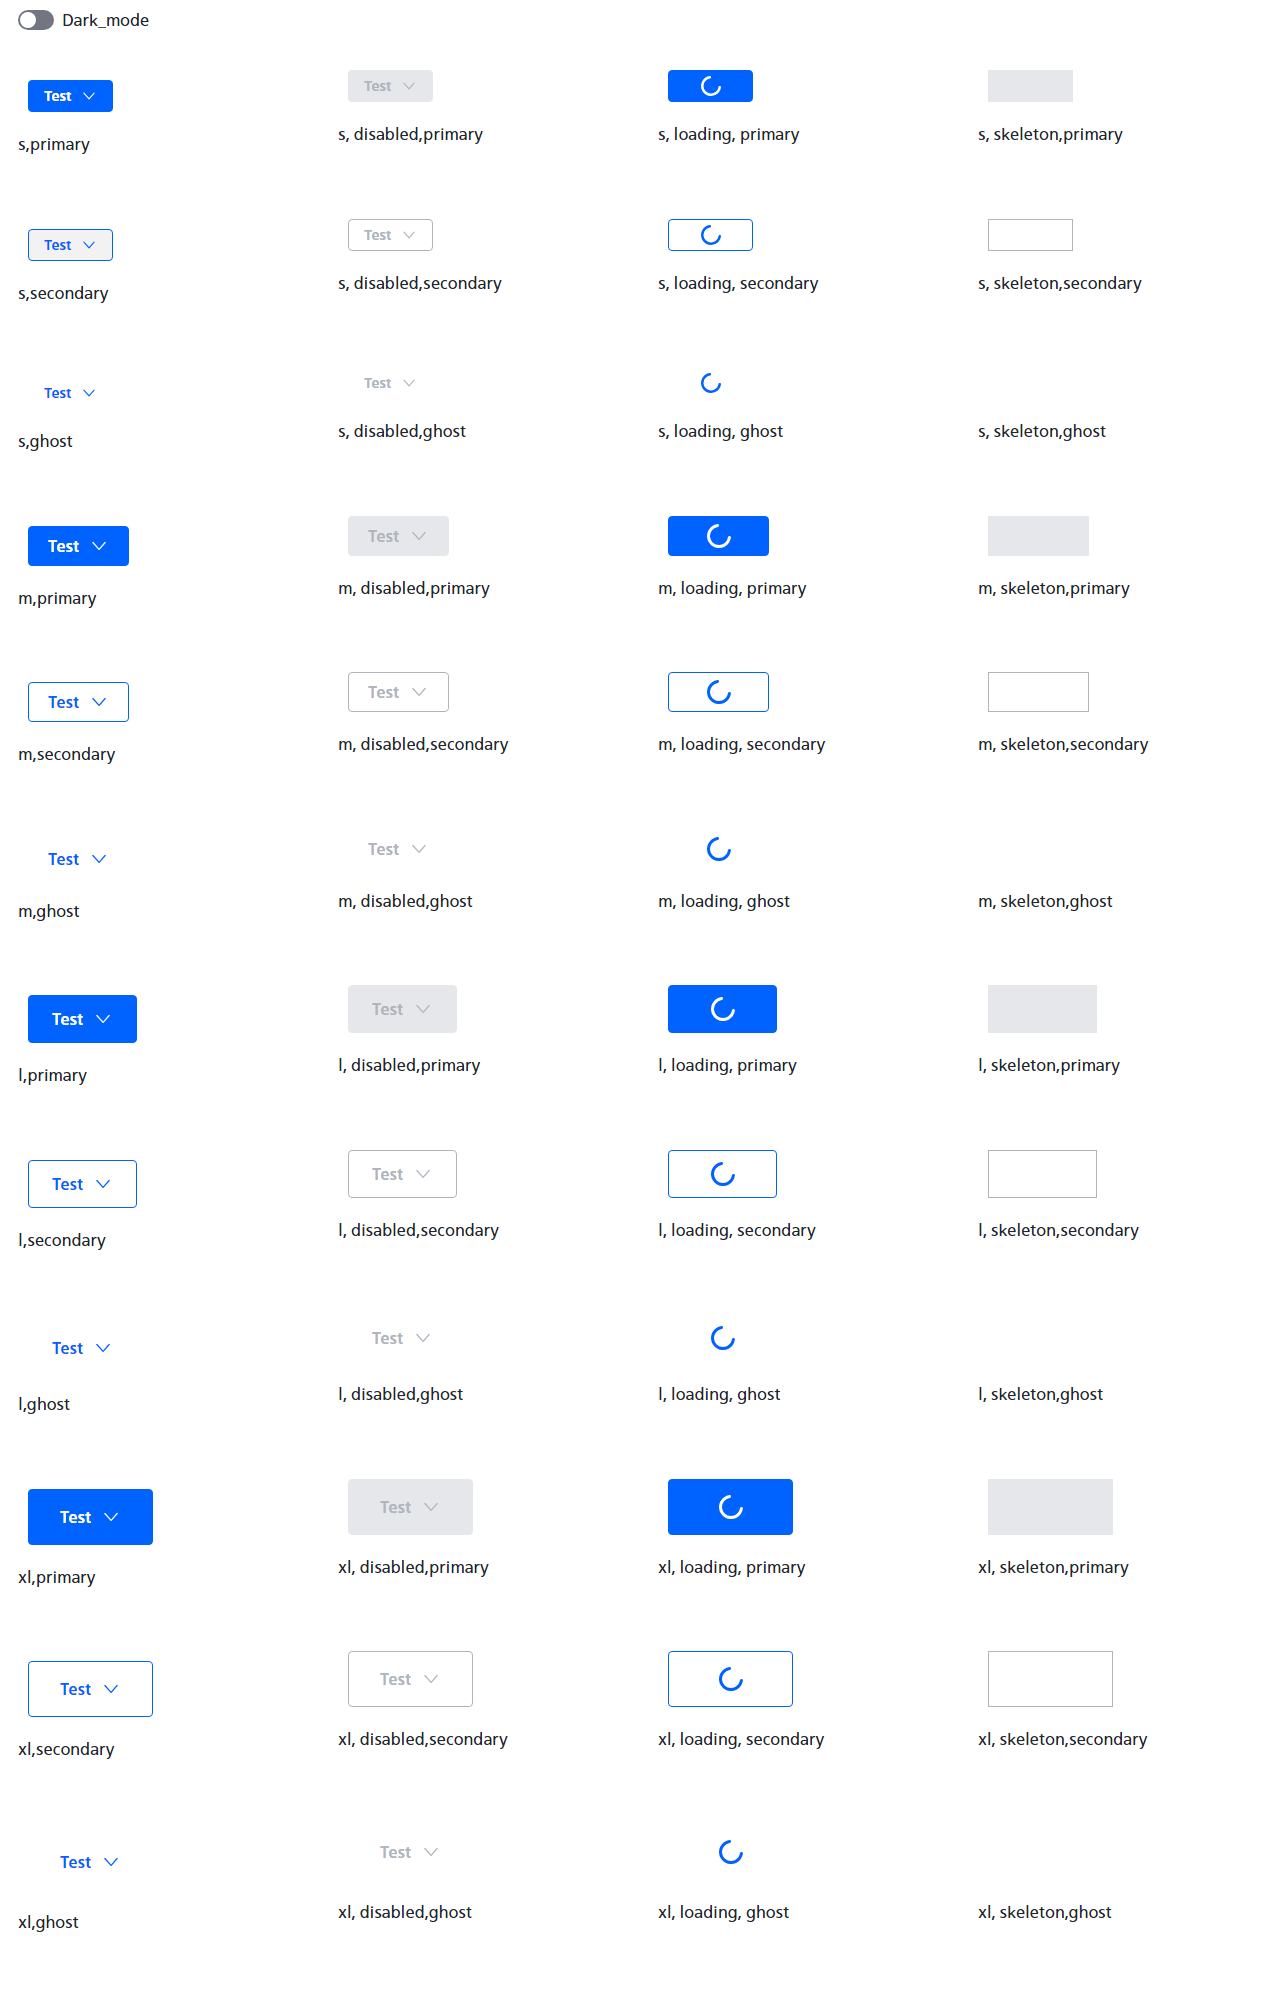 Dark_mode
Test
Test
s,primary
s, disabled,primary
s, loading, primary
s, skeleton,primary
Test
Test
s,secondary
s, disabled,secondary
s, loading, secondary
s, skeleton,secondary
Test
Test
s,ghost
s, disabled,ghost
s, loading, ghost
s, skeleton,ghost
Test
Test
m,primary
m, disabled,primary
m, loading, primary
m, skeleton,primary
Test
Test
m,secondary
m, disabled,secondary
m, loading, secondary
m, skeleton,secondary
Test
Test
m,ghost
m, disabled,ghost
m, loading, ghost
m, skeleton,ghost
Test
Test
l,primary
l, disabled,primary
l, loading, primary
l, skeleton,primary
Test
Test
l,secondary
l, disabled,secondary
l, loading, secondary
l, skeleton,secondary
Test
Test
l,ghost
l, disabled,ghost
l, loading, ghost
l, skeleton,ghost
Test
Test
xl,primary
xl, disabled,primary
xl, loading, primary
xl, skeleton,primary
Test
Test
xl,secondary
xl, disabled,secondary
xl, loading, secondary
xl, skeleton,secondary
Test
Test
xl,ghost
xl, disabled,ghost
xl, loading, ghost
xl, skeleton,ghost